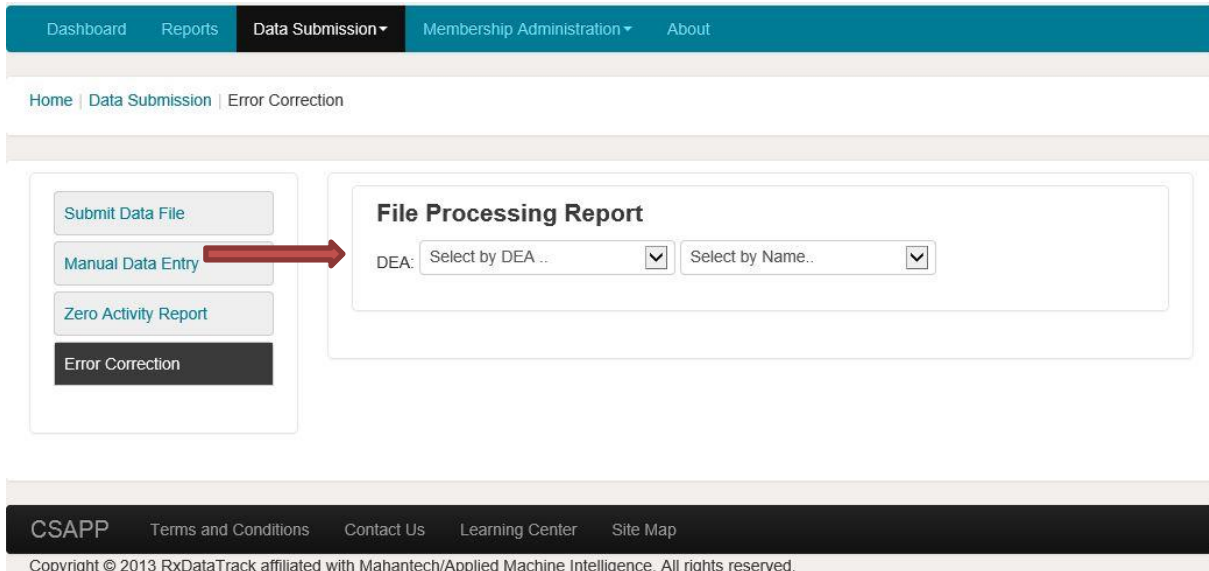 Dashboard Reports Data Submission Membership Administration About
Home | Data Submission | Error Correction
Submit Data File
Manual Data Entry
Zero Activity Report
Error Correction
File Processing Report
DEA: Select by DEA .. Select by Name..
CSAPP Terms and Conditions Contact Us Learning Center Site Map
Copyright © 2013 RxDataTrack affiliated with Mahantech/Applied Machine Intelligence. All rights reserved.